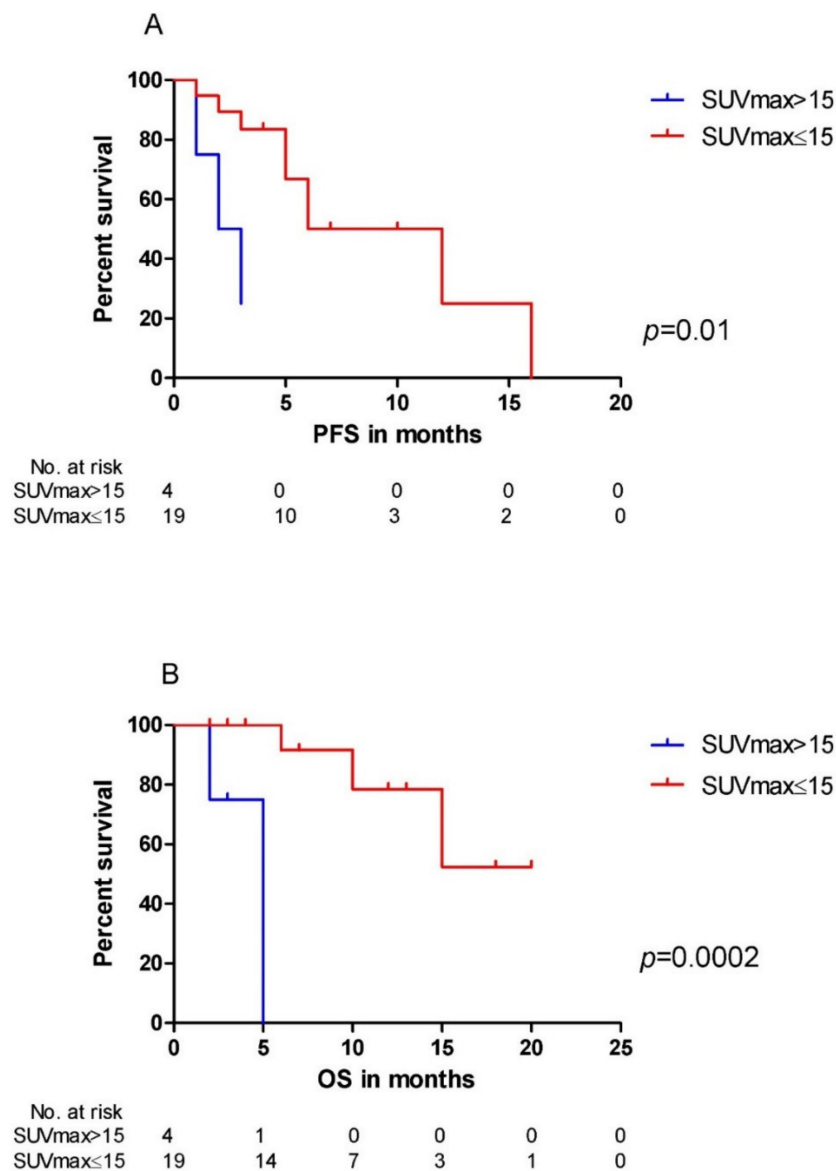 A
100
80
60
40
20
0
Percent survival
0 5 10 15 20
PFS in months
SUVmax>15
SUVmax≤15
p=0.01
No. at risk
SUVmax>15 4 0 0 0 0
SUVmax≤15 19 10 3 2 0
B
100
80
60
40
20
0
Percent survival
0 5 10 15 20 25
OS in months
SUVmax>15
SUVmax≤15
p=0.0002
No. at risk
SUVmax>15 4 1 0 0 0 0
SUVmax≤15 19 14 7 3 1 0